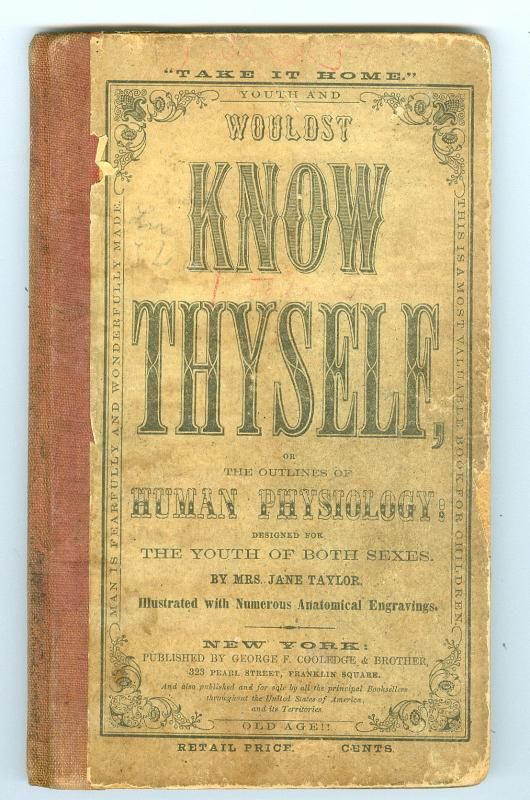 "TAKE IT HOME."
YOUTH AND
WOULDST
KNOW
THYSELF,
OR
THE OUTLINES OF
HUMAN PHYSIOLOGY:
DESIGNED FOR
THE YOUTH OF BOTH SEXES.
BY MRS. JANE TAYLOR.
Illustrated with Numerous Anatomical Engravings.
NEW YORK:
PUBLISHED BY GEORGE F. COOLEDGE & BROTHER,
323 PEARL STREET, FRANKLIN SQUARE.
And also published and for sale by all the principal Booksellers
throughout the United States of America,
and its Territories.
OLD AGE!!
RETAIL PRICE. CENTS.
MAN IS FEARFULLY AND WONDERFULLY MADE.
THIS IS A MOST VALUABLE BOOK FOR CHILDREN